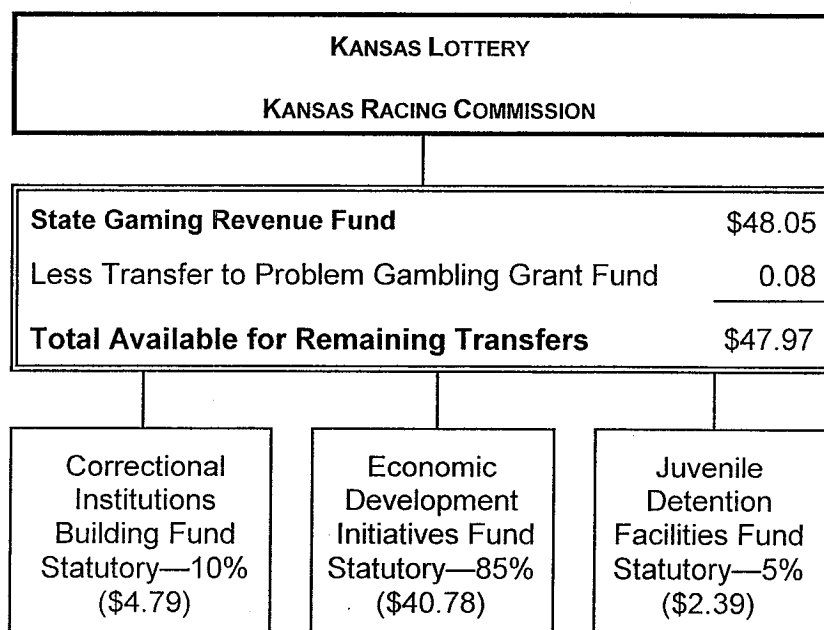 KANSAS LOTTERY
KANSAS RACING COMMISSION
State Gaming Revenue Fund $48.05
Less Transfer to Problem Gambling Grant Fund 0.08
Total Available for Remaining Transfers $47.97
Correctional
Institutions
Building Fund
Statutory—10%
($4.79)
Economic
Development
Initiatives Fund
Statutory—85%
($40.78)
Juvenile
Detention
Facilities Fund
Statutory—5%
($2.39)